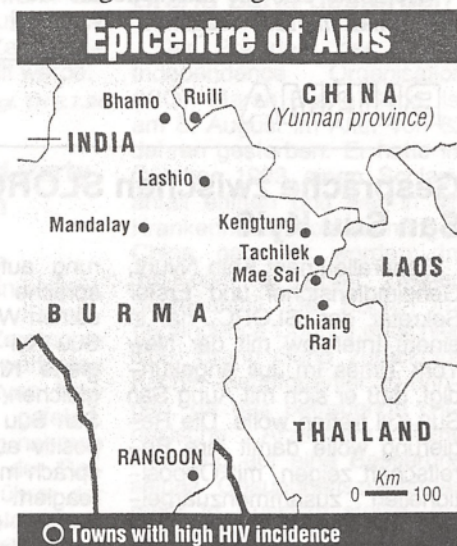 Epicentre of Aids
CHINA
(Yunnan province)
Bhamo
Ruili
INDIA
Lashio
Mandalay
Kengtung
Tachilek
Mae Sai
LAOS
BURMA
Chiang
Rai
THAILAND
RANGOON
Km
0 100
Towns with high HIV incidence